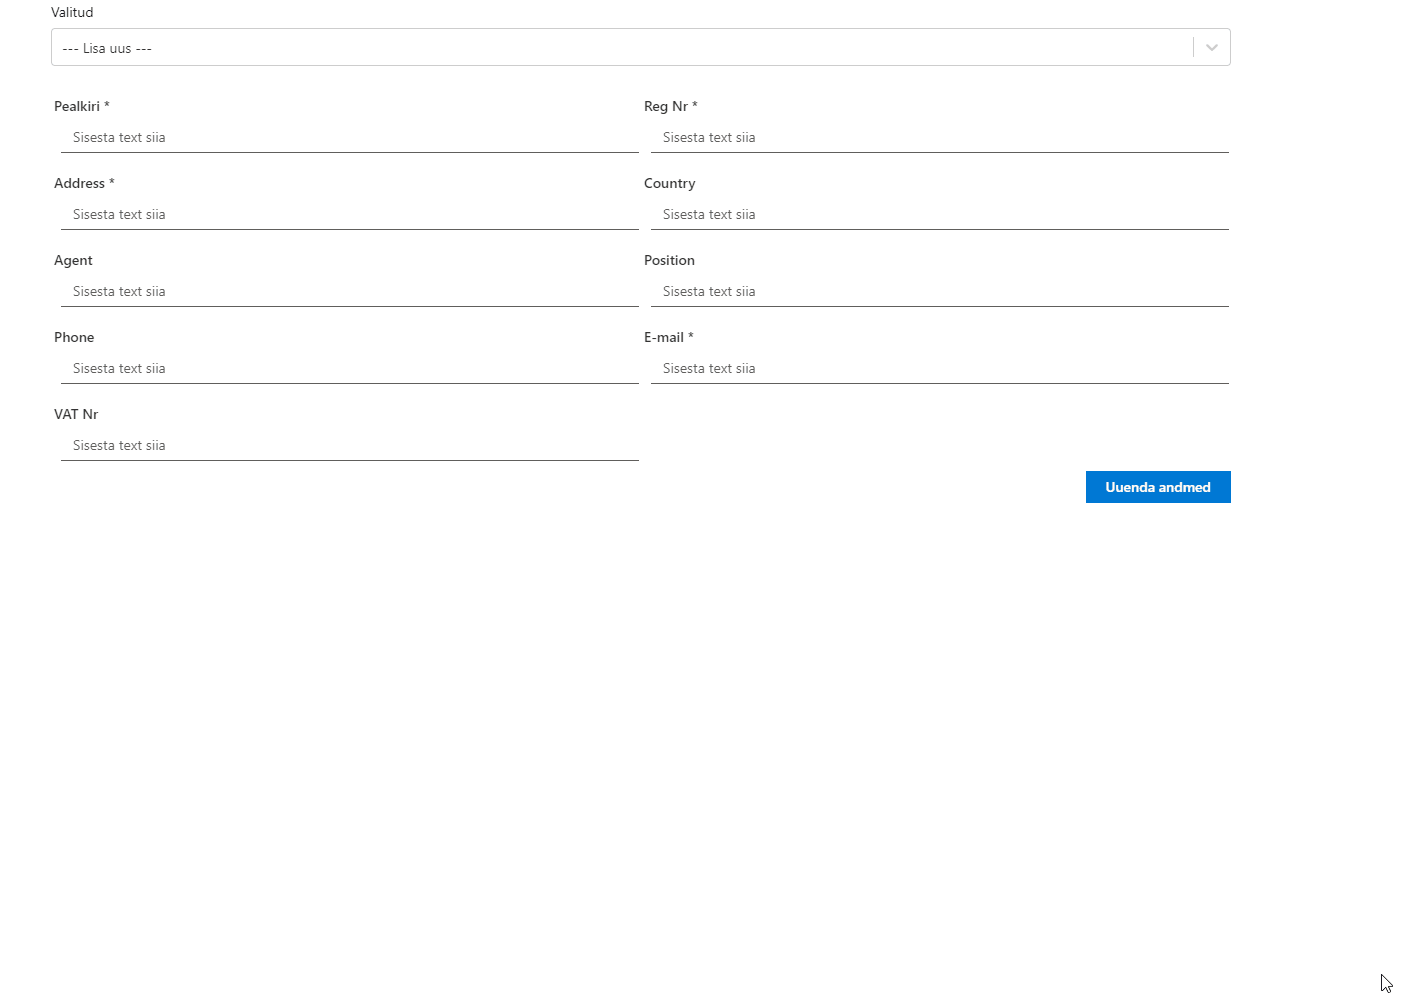 Valitud
--- Lisa uus ---
Pealkiri *
Reg Nr *
Sisesta text siia
Sisesta text siia
Address *
Country
Sisesta text siia
Sisesta text siia
Agent
Position
Sisesta text siia
Sisesta text siia
Phone
E-mail *
Sisesta text siia
Sisesta text siia
VAT Nr
Sisesta text siia
Uuenda andmed